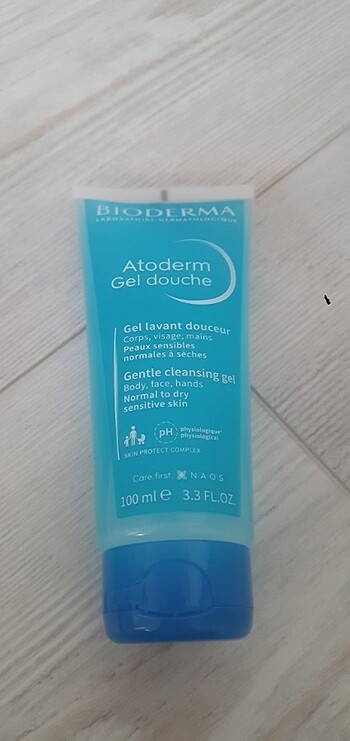 BIODERMA
LABORATOIRE DERMATOLOGIQUE
Atoderm
Gel douche
Gel lavant douceur
Corps, visage, mains
Peaux sensibles
normales à sèches
Gentle cleansing gel
Body, face, hands
Normal to dry
sensitive skin
pH physiologique*
physiological
SKIN PROTECT COMPLEX
Care first. NAOS
100 ml e 3.3 FL.OZ.